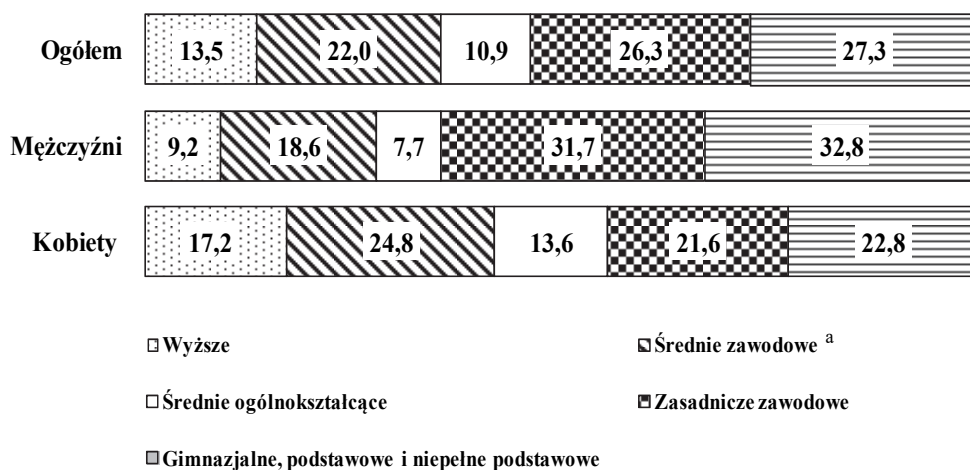 Ogółem 13,5 22,0 10,9 26,3 27,3
Mężczyźni 9,2 18,6 7,7 31,7 32,8
Kobiety 17,2 24,8 13,6 21,6 22,8
Wyższe Średnie zawodowe a
Średnie ogólnokształcące Zasadnicze zawodowe
Gimnazjalne, podstawowe i niepełne podstawowe